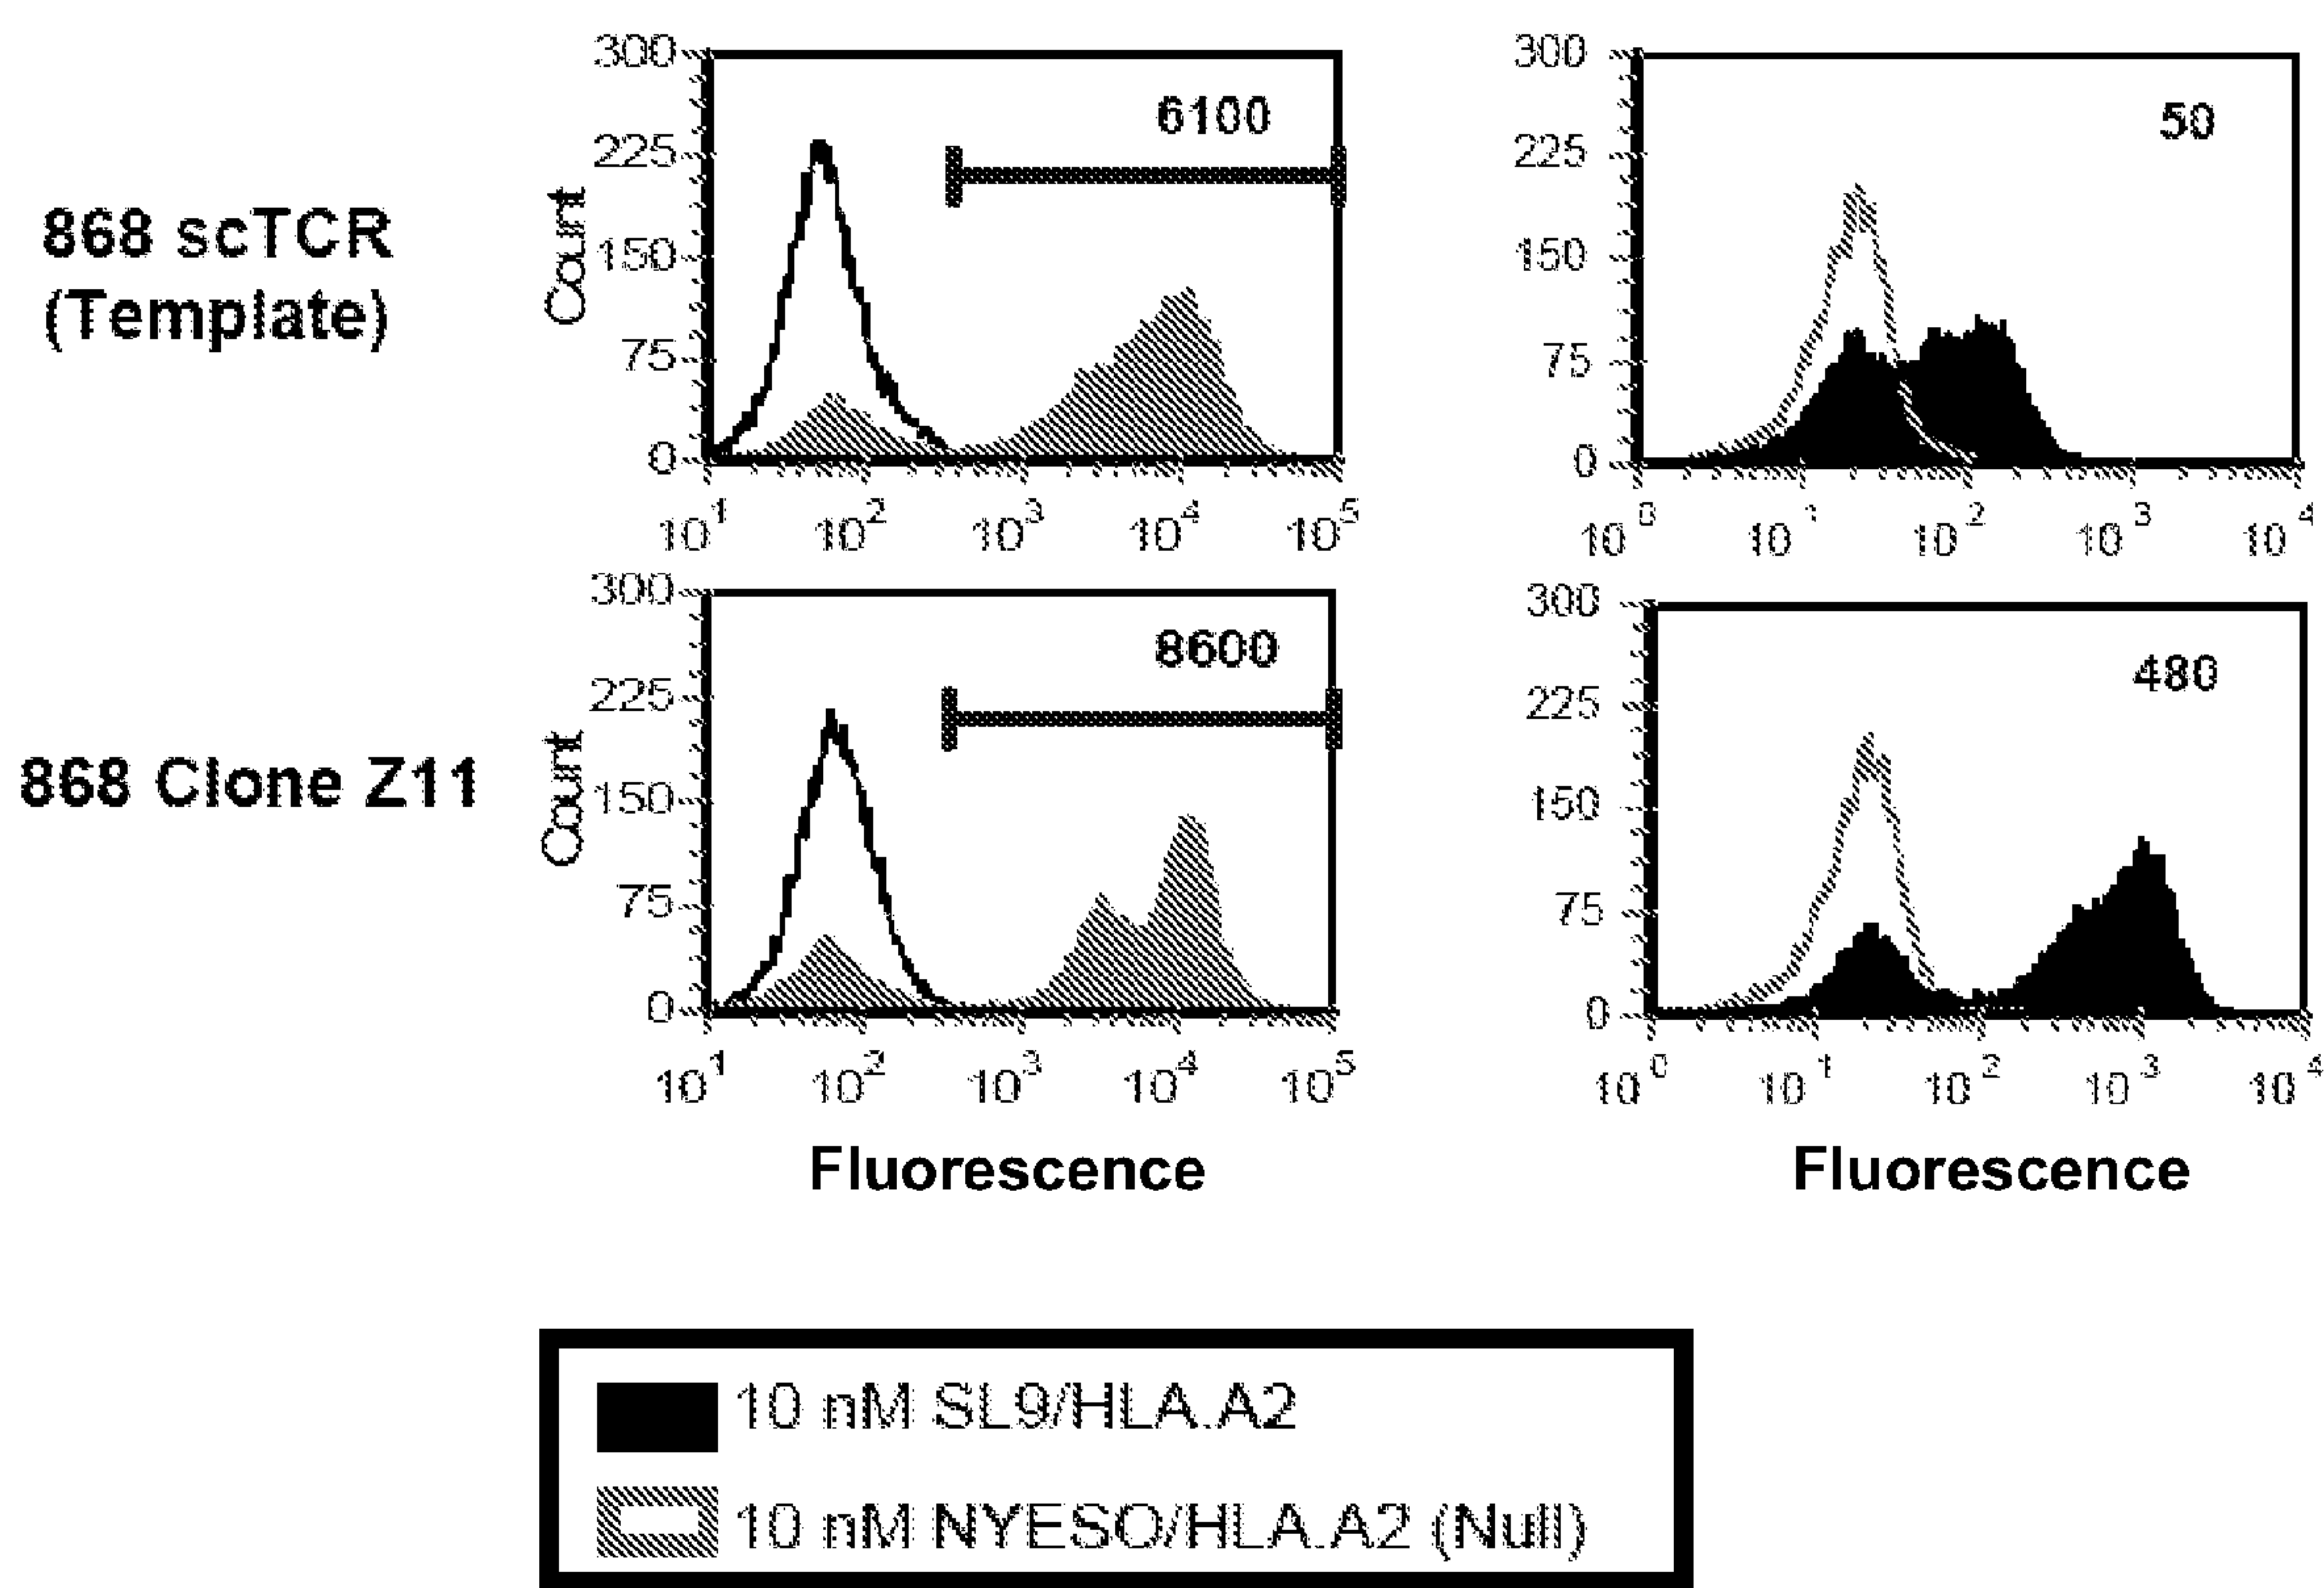 868 scTCR
(Template)
Count
300
225
150
75
0
6100
10^1 10^2 10^3 10^4 10^5
300
225
150
75
0
50
10^0 10^1 10^2 10^3 10^4
868 Clone Z11
Count
300
225
150
75
0
8600
10^1 10^2 10^3 10^4 10^5
Fluorescence
300
225
150
75
0
480
10^0 10^1 10^2 10^3 10^4
Fluorescence
10 nM SL9/HLA.A2
10 nM NYESO/HLA.A2 (Null)